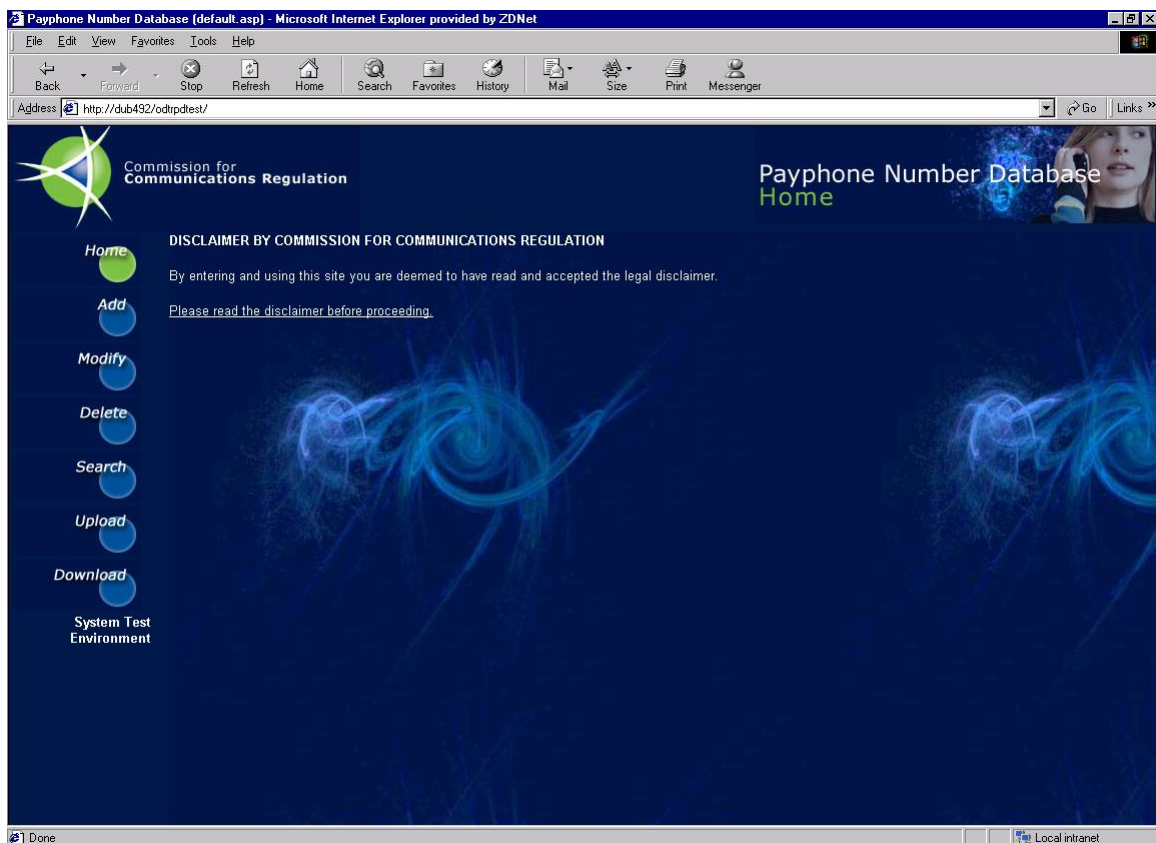 Payphone Number Database (default.asp) - Microsoft Internet Explorer provided by ZDNet
File Edit View Favorites Tools Help
Back Forward Stop Refresh Home Search Favorites History Mail Size Print Messenger
Address http://dub492/odtrpdtest/ Go Links »
Commission for
Communications Regulation
Payphone Number Database
Home
DISCLAIMER BY COMMISSION FOR COMMUNICATIONS REGULATION
By entering and using this site you are deemed to have read and accepted the legal disclaimer.
Please read the disclaimer before proceeding.
Home
Add
Modify
Delete
Search
Upload
Download
System Test
Environment
Done
Local intranet